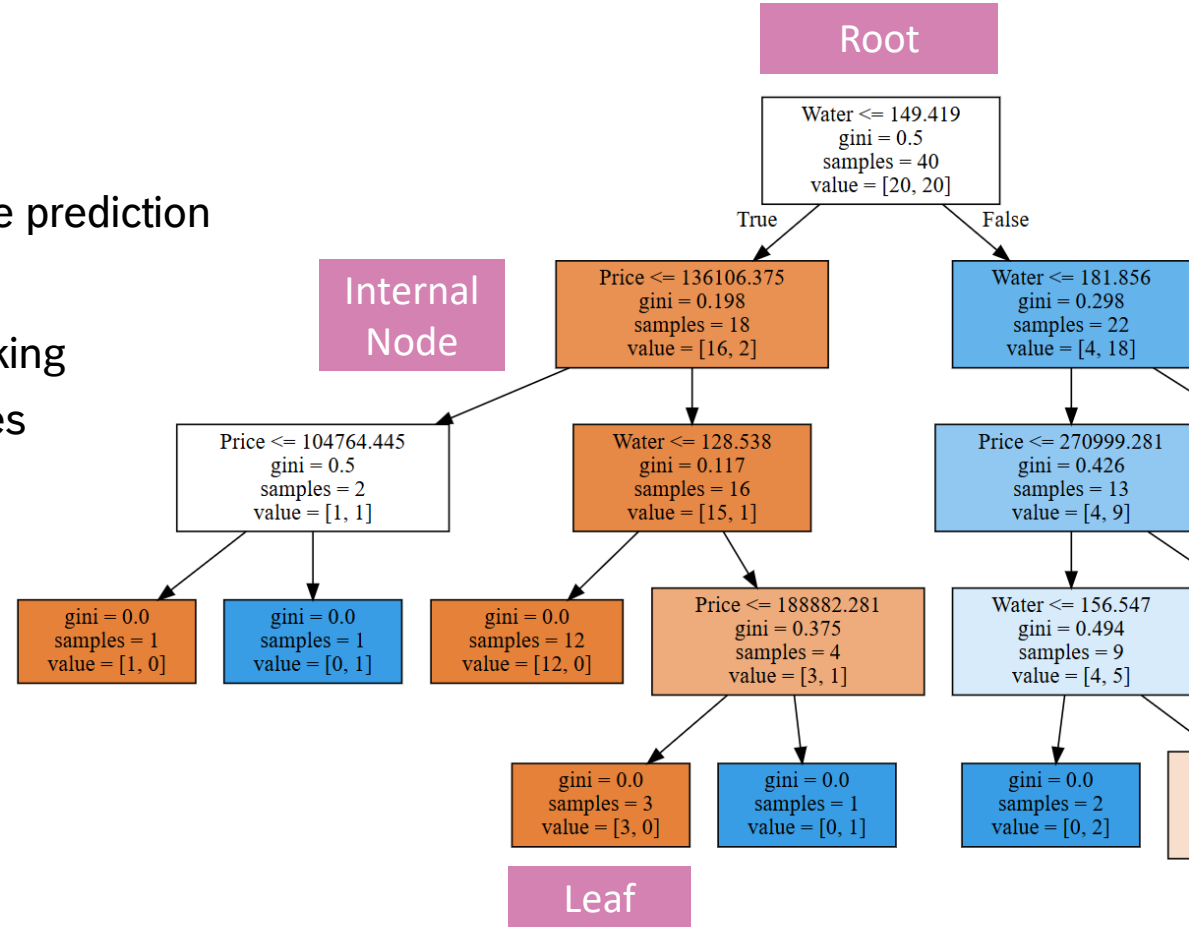 Root
Water <= 149.419
gini = 0.5
samples = 40
value = [20, 20]
e prediction
True
False
Internal
Node
Price <= 136106.375
gini = 0.198
samples = 18
value = [16, 2]
Water <= 181.856
gini = 0.298
samples = 22
value = [4, 18]
king
es
Price <= 104764.445
gini = 0.5
samples = 2
value = [1, 1]
Water <= 128.538
gini = 0.117
samples = 16
value = [15, 1]
Price <= 270999.281
gini = 0.426
samples = 13
value = [4, 9]
gini = 0.0
samples = 1
value = [1, 0]
gini = 0.0
samples = 1
value = [0, 1]
gini = 0.0
samples = 12
value = [12, 0]
Price <= 188882.281
gini = 0.375
samples = 4
value = [3, 1]
Water <= 156.547
gini = 0.494
samples = 9
value = [4, 5]
gini = 0.0
samples = 3
value = [3, 0]
gini = 0.0
samples = 1
value = [0, 1]
gini = 0.0
samples = 2
value = [0, 2]
Leaf